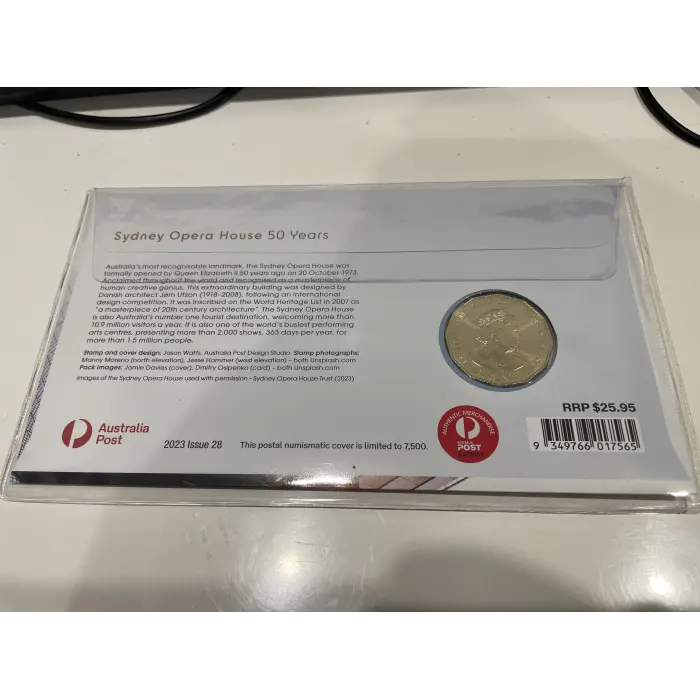 Sydney Opera House 50 Years
Australia's most recognisable landmark, the Sydney Opera House was
formally opened by Queen Elizabeth II 50 years ago on 20 October 1973.
Acclaimed throughout the world and recognised as a masterpiece of
human creative genius, this extraordinary building was designed by
Danish architect Jørn Utzon (1918–2008), following an international
design competition. It was inscribed on the World Heritage List in 2007 as
"a masterpiece of 20th century architecture". The Sydney Opera House
is also Australia's number one tourist destination, welcoming more than
10.9 million visitors a year. It is also one of the world's busiest performing
arts centres, presenting more than 2,000 shows, 363 days per year, for
more than 1.5 million people.
Stamp and cover design: Jason Watts, Australia Post Design Studio. Stamp photographs:
Manny Moreno (north elevation), Jesse Hammer (west elevation) – both Unsplash.com
Pack images: Jamie Davies (cover), Dmitry Osipenko (card) – both Unsplash.com
Images of the Sydney Opera House used with permission – Sydney Opera House Trust (2023)
Australia
Post
2023 Issue 28
This postal numismatic cover is limited to 7,500.
AUTHENTIC MERCHANDISE
POST
RRP $25.95
9 349766 017565